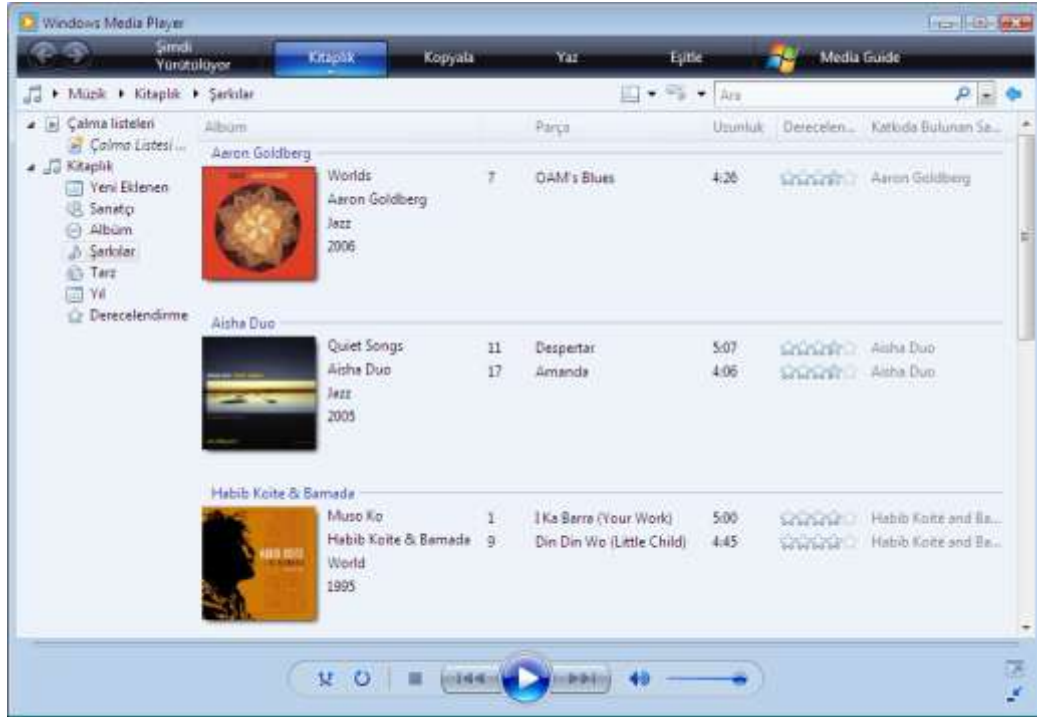 Windows Media Player
Şimdi
Yürütülüyor
Kitaplık
Kopyala
Yaz
Eşitle
Media Guide
Müzik
Kitaplık
Şarkılar
Ara
Çalma listeleri
Çalma Listesi ...
Kitaplık
Yeni Eklenen
Sanatçı
Albüm
Şarkılar
Tarz
Yıl
Derecelendirme
Albüm
Parça
Uzunluk
Derecelen...
Katkıda Bulunan Sa...
Aaron Goldberg
Worlds 7 OAM's Blues 4:26 Aaron Goldberg
Aaron Goldberg
Jazz
2006
Aisha Duo
Quiet Songs 11 Despertar 5:07 Aisha Duo
Aisha Duo 17 Amanda 4:06 Aisha Duo
Jazz
2005
Habib Koite & Bamada
Muso Ko 1 I Ka Barra (Your Work) 5:00 Habib Koite and Ba...
Habib Koite & Bamada 9 Din Din Wo (Little Child) 4:45 Habib Koite and Ba...
World
1995
HABIB KOITE